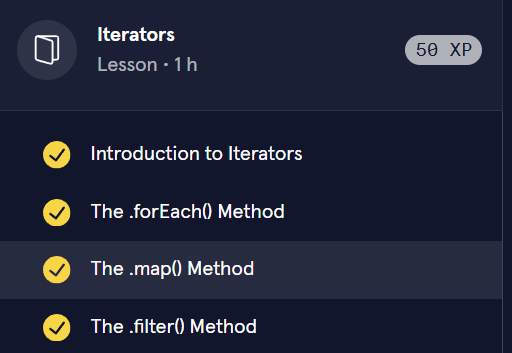 Iterators
Lesson • 1 h
50 XP
Introduction to Iterators
The .forEach() Method
The .map() Method
The .filter() Method